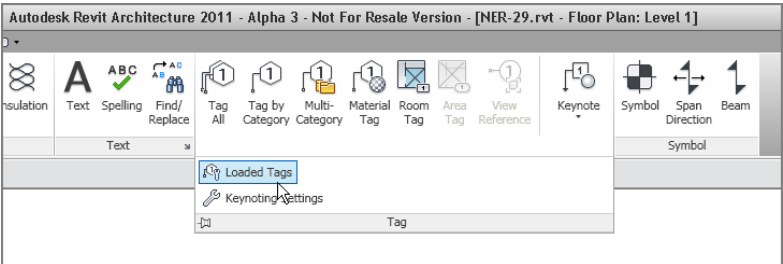 Autodesk Revit Architecture 2011 - Alpha 3 - Not For Resale Version - [NER-29.rvt - Floor Plan: Level 1]
ABC
Text Spelling Find/ Replace
Tag All
Tag by Category
Multi- Category
Material Tag
Room Tag
Area Tag
View Reference
Keynote
Symbol
Span Direction
Beam
Text
Symbol
Loaded Tags
Keynoting Settings
Tag